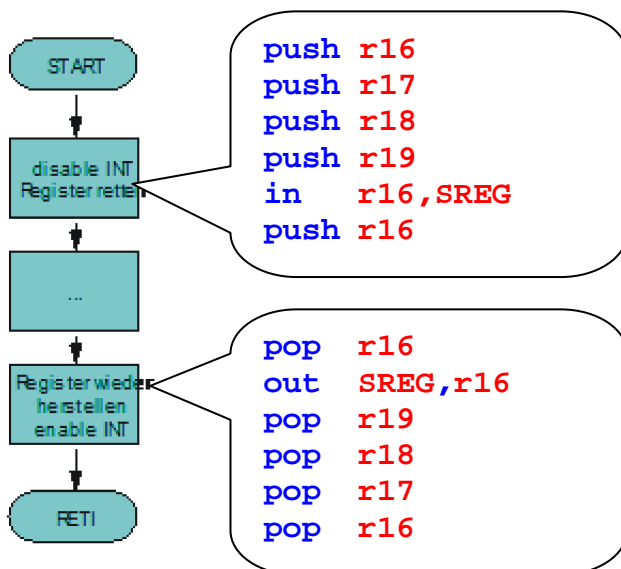 START
disable INT
Register retten
...
Register wieder
herstellen
enable INT
RETI
push r16
push r17
push r18
push r19
in r16,SREG
push r16
pop r16
out SREG,r16
pop r19
pop r18
pop r17
pop r16